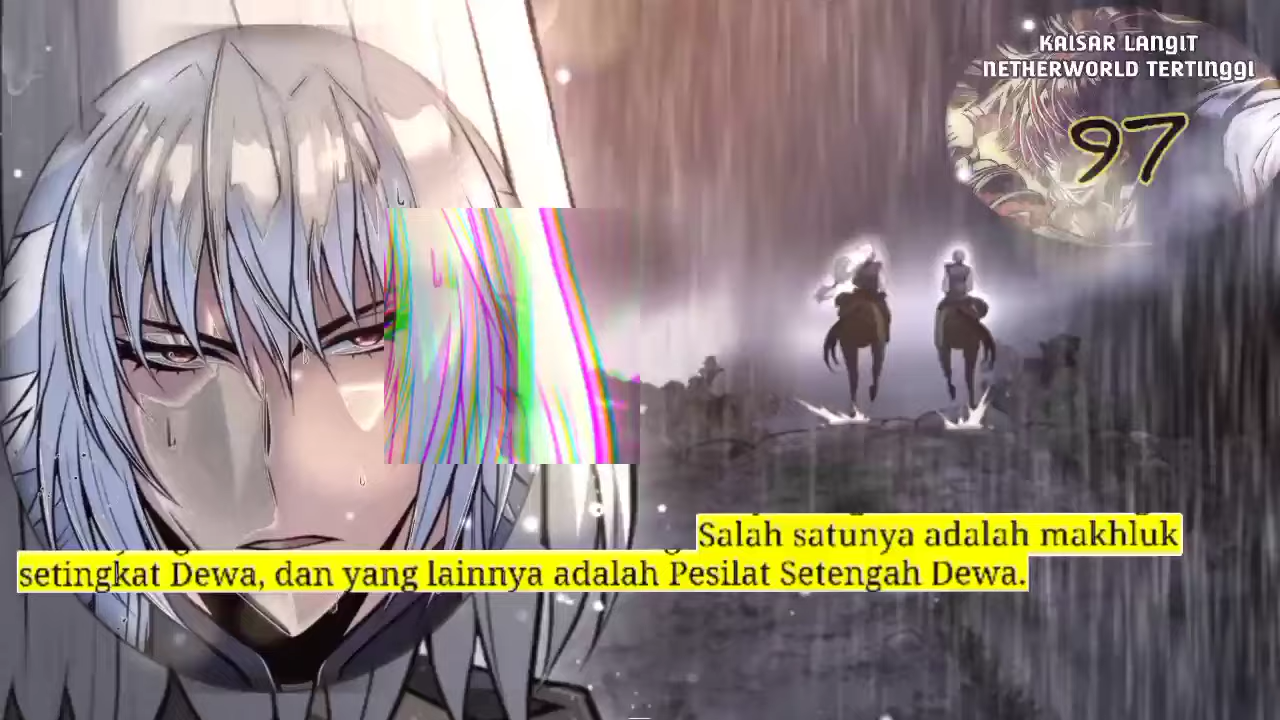 KAISAR LANGIT
NETHERWORLD TERTINGGI
97
Salah satunya adalah makhluk
setingkat Dewa, dan yang lainnya adalah Pesilat Setengah Dewa.